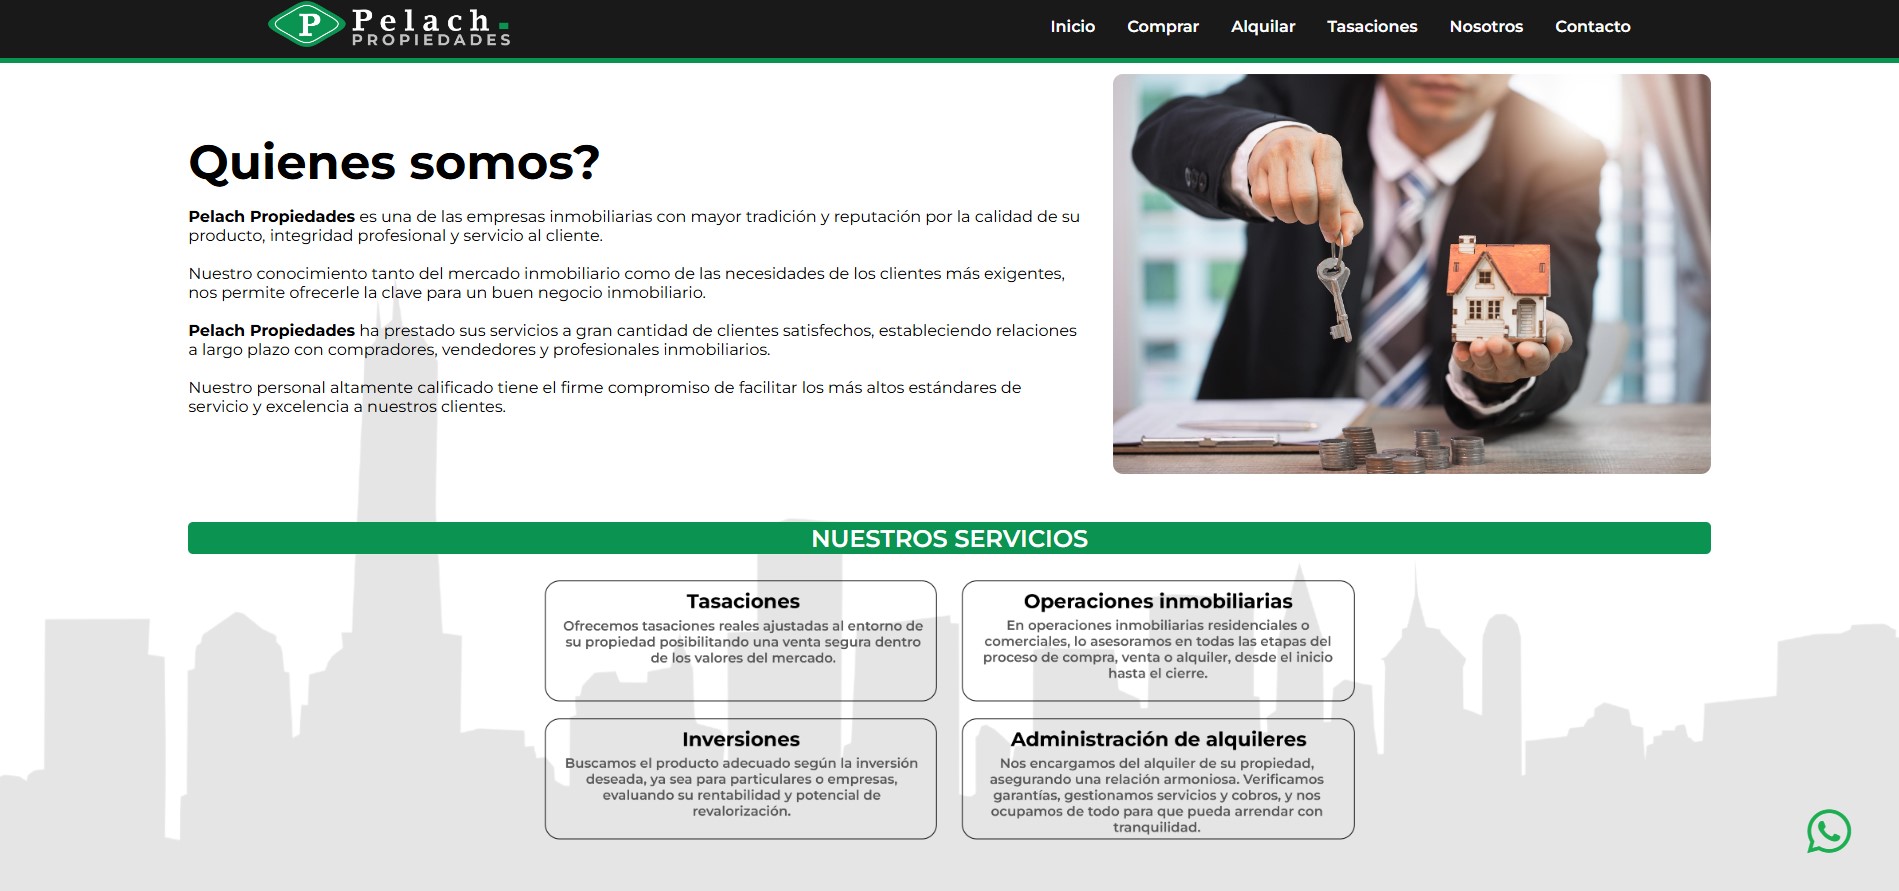 P Pelach
PROPIEDADES
Inicio Comprar Alquilar Tasaciones Nosotros Contacto
Quienes somos?
Pelach Propiedades es una de las empresas inmobiliarias con mayor tradición y reputación por la calidad de su
producto, integridad profesional y servicio al cliente.
Nuestro conocimiento tanto del mercado inmobiliario como de las necesidades de los clientes más exigentes,
nos permite ofrecerle la clave para un buen negocio inmobiliario.
Pelach Propiedades ha prestado sus servicios a gran cantidad de clientes satisfechos, estableciendo relaciones
a largo plazo con compradores, vendedores y profesionales inmobiliarios.
Nuestro personal altamente calificado tiene el firme compromiso de facilitar los más altos estándares de
servicio y excelencia a nuestros clientes.
NUESTROS SERVICIOS
Tasaciones
Ofrecemos tasaciones reales ajustadas al entorno de
su propiedad posibilitando una venta segura dentro
de los valores del mercado.
Operaciones inmobiliarias
En operaciones inmobiliarias residenciales o
comerciales, lo asesoramos en todas las etapas del
proceso de compra, venta o alquiler, desde el inicio
hasta el cierre.
Inversiones
Buscamos el producto adecuado según la inversión
deseada, ya sea para particulares o empresas,
evaluando su rentabilidad y potencial de
revalorización.
Administración de alquileres
Nos encargamos del alquiler de su propiedad,
asegurando una relación armoniosa. Verificamos
garantías, gestionamos servicios y cobros, y nos
ocupamos de todo para que pueda arrendar con
tranquilidad.